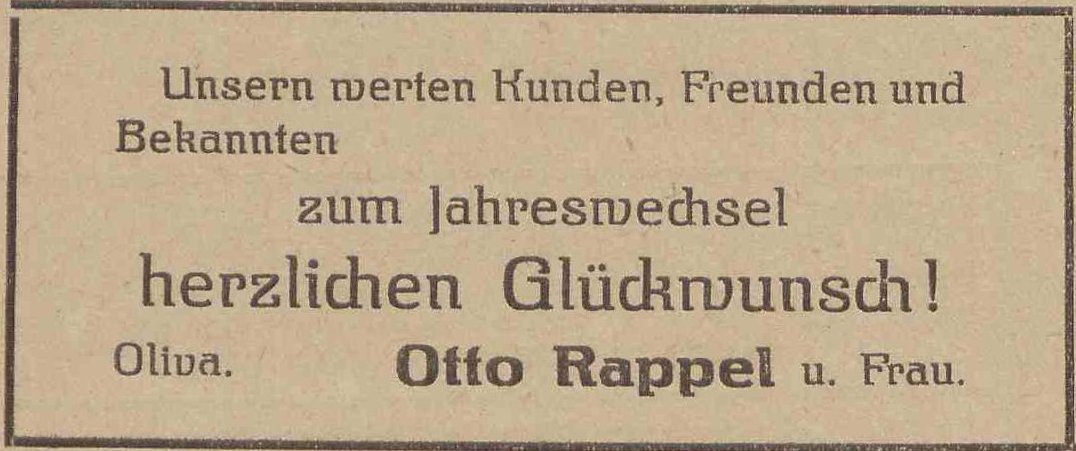 Unsern werten Kunden, Freunden und
Bekannten
zum Jahreswechsel
herzlichen Glückwunsch!
Oliva. Otto Rappel u. Frau.